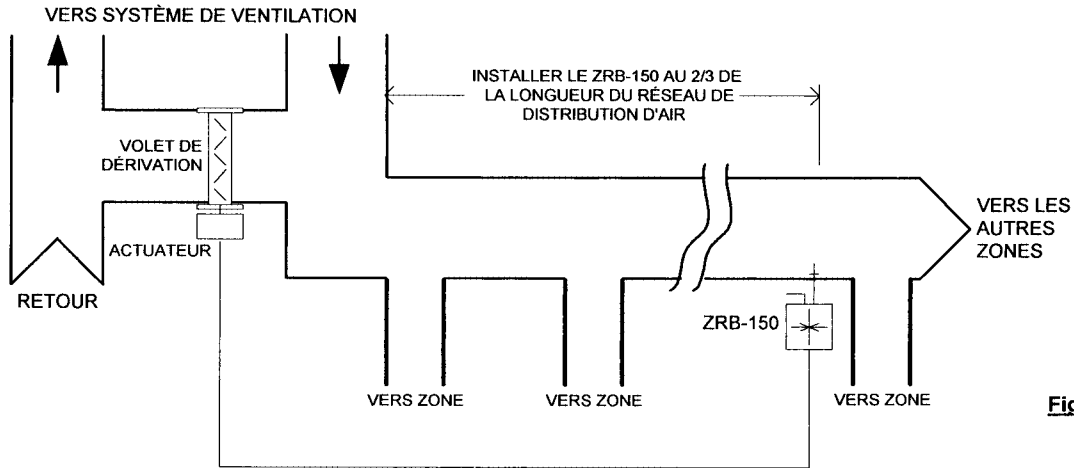 VERS SYSTÈME DE VENTILATION
INSTALLER LE ZRB-150 AU 2/3 DE
LA LONGUEUR DU RÉSEAU DE
DISTRIBUTION D'AIR
VOLET DE
DÉRIVATION
ACTUATEUR
RETOUR
VERS LES
AUTRES
ZONES
ZRB-150
VERS ZONE
VERS ZONE
VERS ZONE
Fig